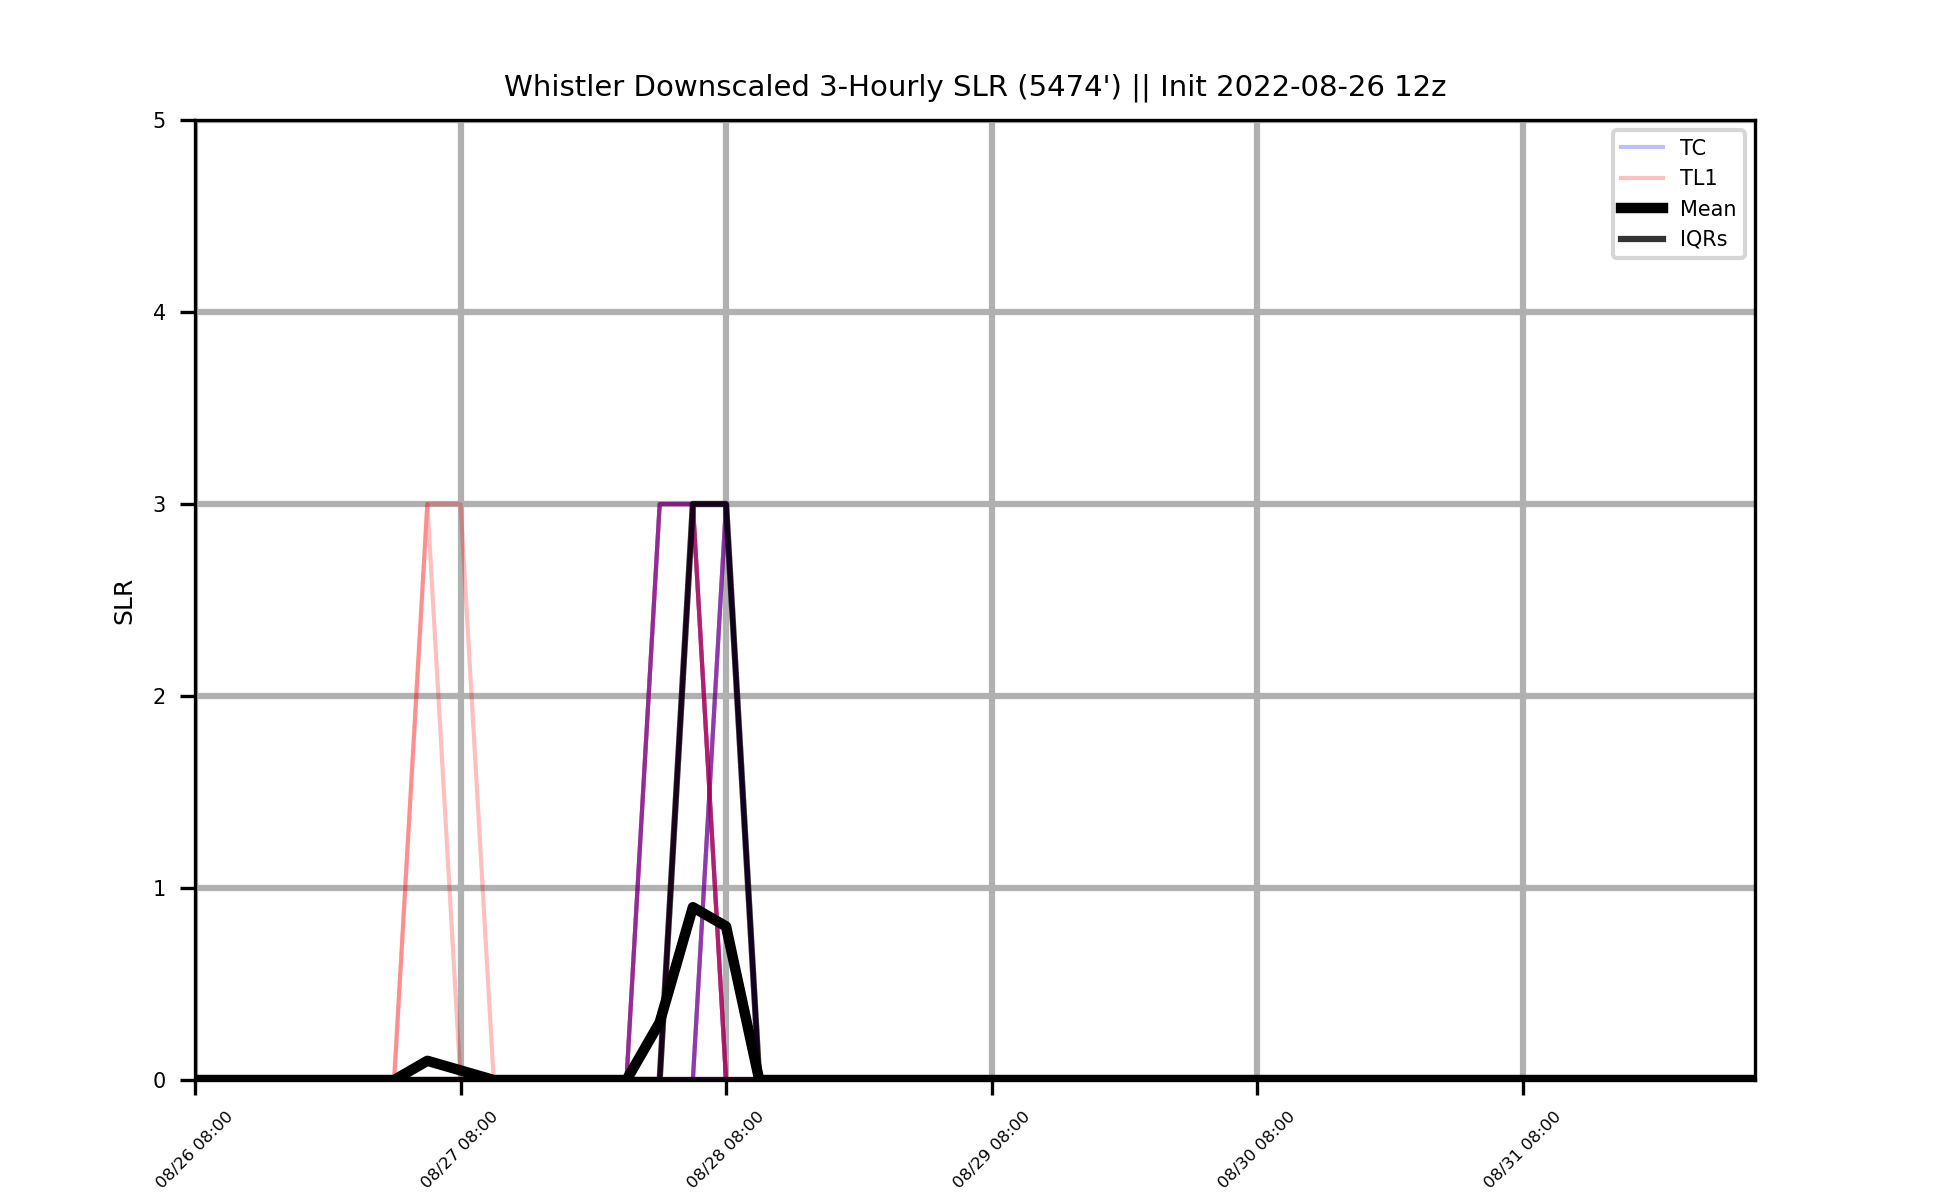 Whistler Downscaled 3-Hourly SLR (5474') || Init 2022-08-26 12z
5
4
3
2
1
0
SLR
TC
TL1
Mean
IQRs
08/26 08:00
08/27 08:00
08/28 08:00
08/29 08:00
08/30 08:00
08/31 08:00